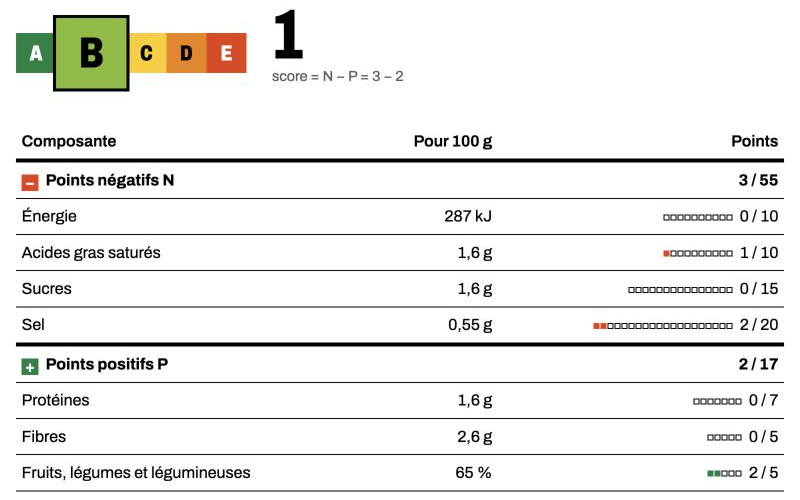 A B C D E
1
score = N – P = 3 – 2
Composante Pour 100 g Points
– Points négatifs N 3 / 55
Énergie 287 kJ 0 / 10
Acides gras saturés 1,6 g 1 / 10
Sucres 1,6 g 0 / 15
Sel 0,55 g 2 / 20
+ Points positifs P 2 / 17
Protéines 1,6 g 0 / 7
Fibres 2,6 g 0 / 5
Fruits, légumes et légumineuses 65 % 2 / 5